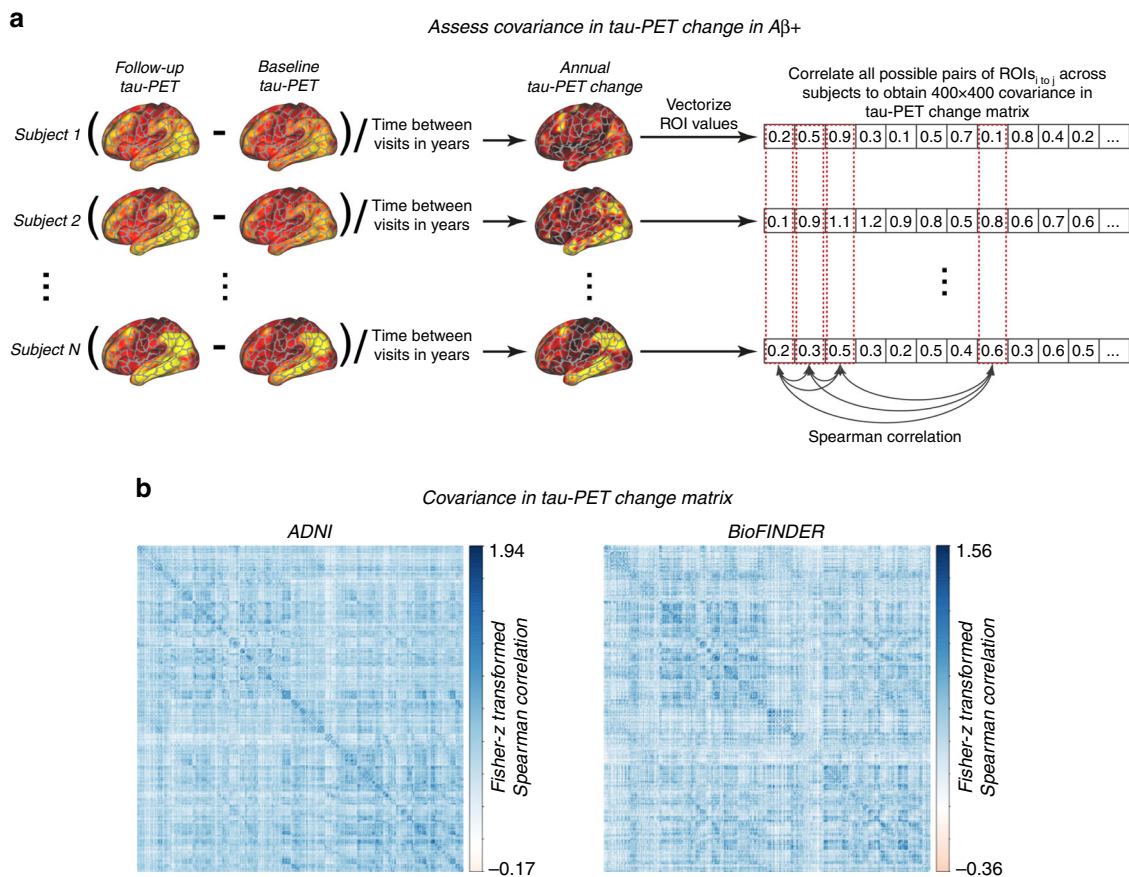 a
Assess covariance in tau-PET change in Aβ+
Follow-up
tau-PET
Baseline
tau-PET
Annual
tau-PET change
Vectorize
ROI values
Correlate all possible pairs of ROIs i to j across
subjects to obtain 400×400 covariance in
tau-PET change matrix
Subject 1 ( - ) / Time between
visits in years
0.2 0.5 0.9 0.3 0.1 0.5 0.7 0.1 0.8 0.4 0.2 ...
Subject 2 ( - ) / Time between
visits in years
0.1 0.9 1.1 1.2 0.9 0.8 0.5 0.8 0.6 0.7 0.6 ...
Subject N ( - ) / Time between
visits in years
0.2 0.3 0.5 0.3 0.2 0.5 0.4 0.6 0.3 0.6 0.5 ...
Spearman correlation
b
Covariance in tau-PET change matrix
ADNI
1.94
Fisher-z transformed
Spearman correlation
–0.17
BioFINDER
1.56
Fisher-z transformed
Spearman correlation
–0.36